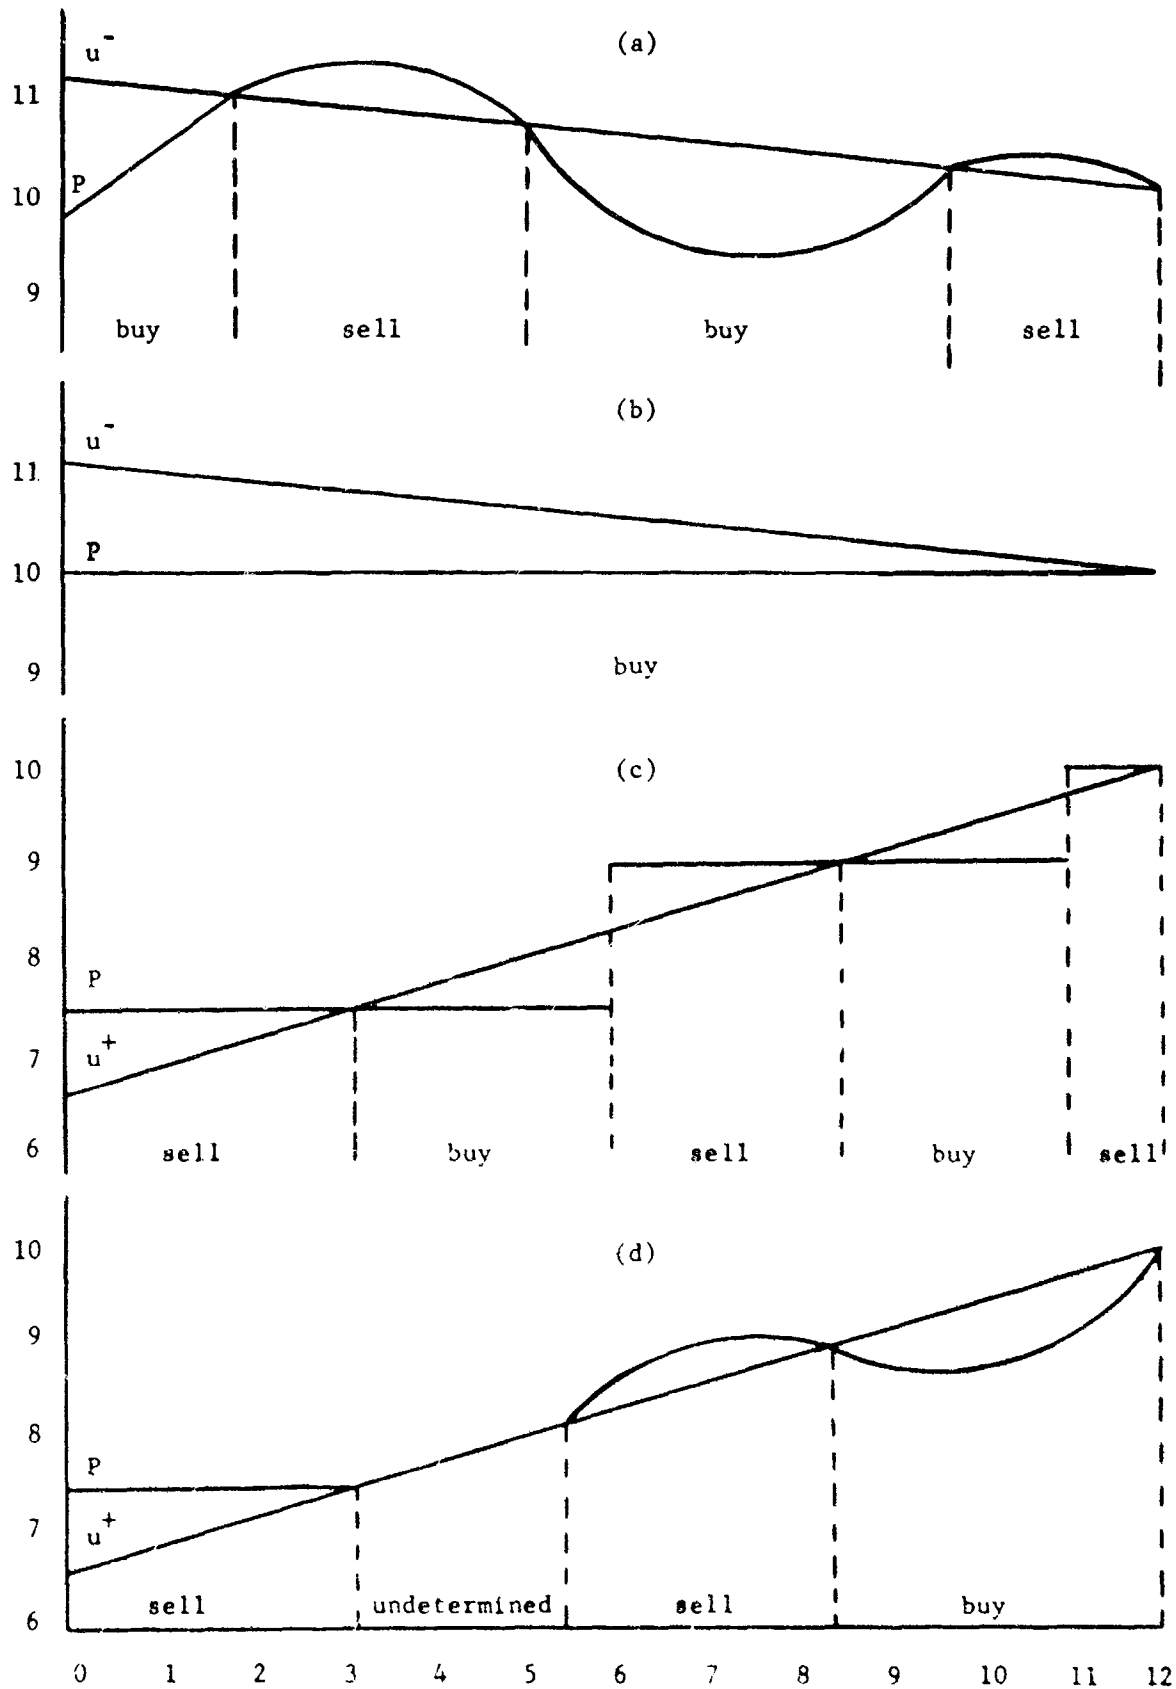 (a)
u⁻
11
P
10
9
buy sell buy sell
(b)
u⁻
11
P
10
9
buy
10
(c)
9
8
P
7
u⁺
6
sell buy sell buy sell
10
(d)
9
8
P
7
u⁺
6
sell undetermined sell buy
0 1 2 3 4 5 6 7 8 9 10 11 12